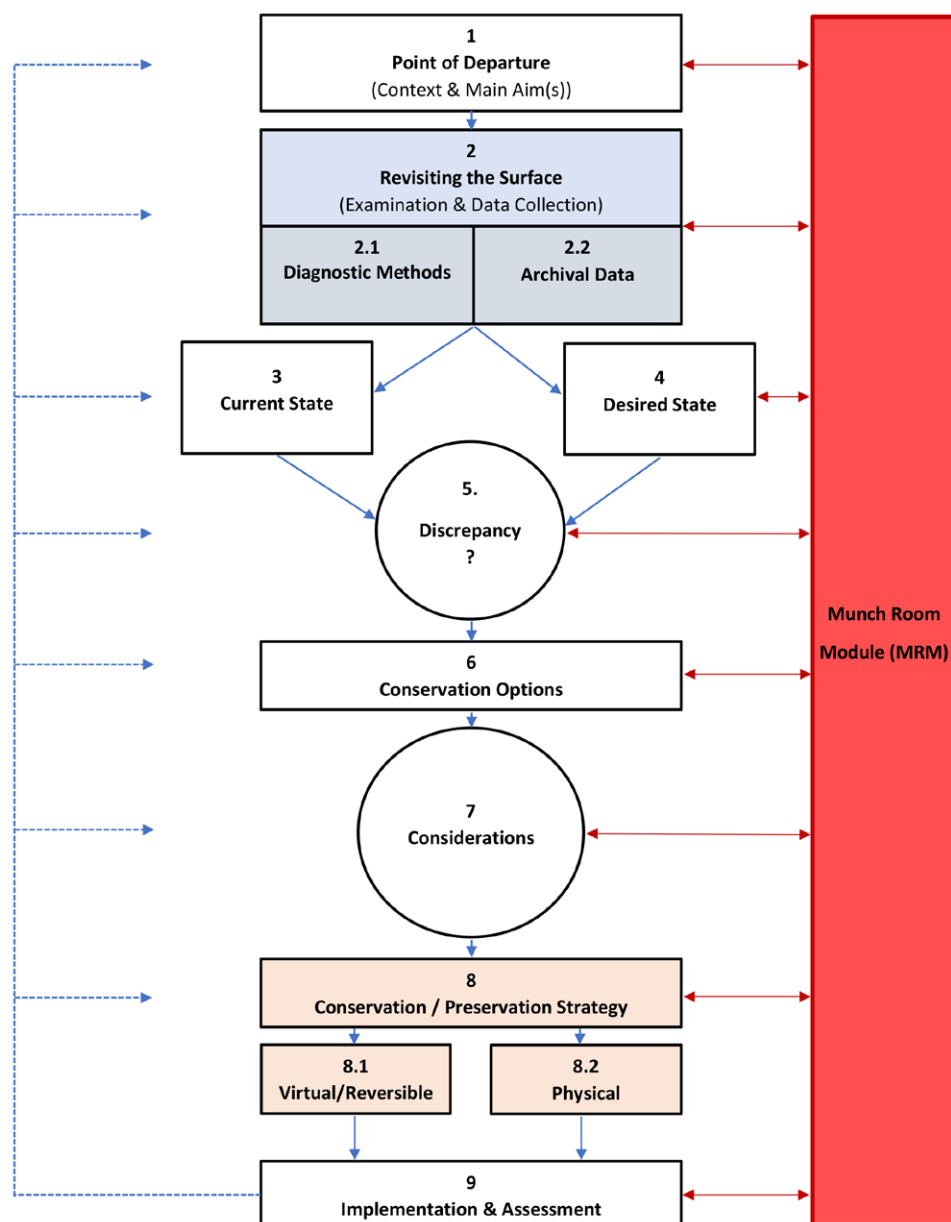 1
Point of Departure
(Context & Main Aim(s))
2
Revisiting the Surface
(Examination & Data Collection)
2.1
Diagnostic Methods
2.2
Archival Data
3
Current State
4
Desired State
5.
Discrepancy
?
6
Conservation Options
Munch Room
Module (MRM)
7
Considerations
8
Conservation / Preservation Strategy
8.1
Virtual/Reversible
8.2
Physical
9
Implementation & Assessment